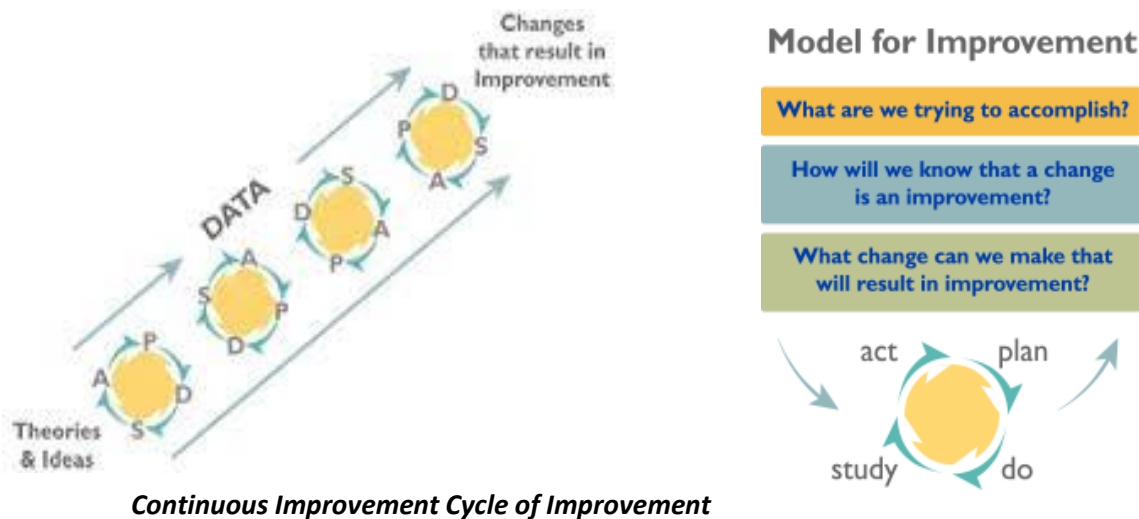 Changes
that result in
Improvement
D
P
S
A
DATA
S
D
A
P
A
S
P
D
P
A
D
S
Theories
& Ideas
Model for Improvement
What are we trying to accomplish?
How will we know that a change
is an improvement?
What change can we make that
will result in improvement?
act
plan
study
do
Continuous Improvement Cycle of Improvement